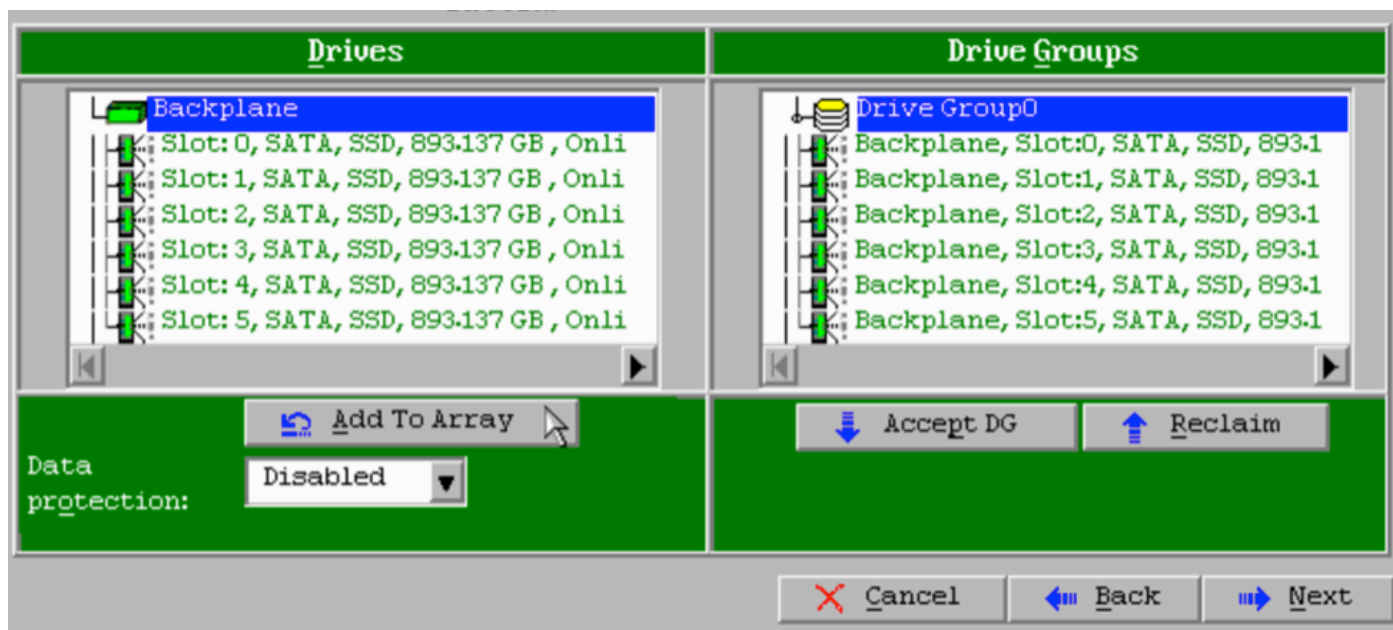 Drives
Drive Groups
Backplane
Slot: 0, SATA, SSD, 893.137 GB , Onli
Slot: 1, SATA, SSD, 893.137 GB , Onli
Slot: 2, SATA, SSD, 893.137 GB , Onli
Slot: 3, SATA, SSD, 893.137 GB , Onli
Slot: 4, SATA, SSD, 893.137 GB , Onli
Slot: 5, SATA, SSD, 893.137 GB , Onli
Drive Group0
Backplane, Slot:0, SATA, SSD, 893.1
Backplane, Slot:1, SATA, SSD, 893.1
Backplane, Slot:2, SATA, SSD, 893.1
Backplane, Slot:3, SATA, SSD, 893.1
Backplane, Slot:4, SATA, SSD, 893.1
Backplane, Slot:5, SATA, SSD, 893.1
Add To Array
Data
protection:
Disabled
Accept DG
Reclaim
Cancel
Back
Next